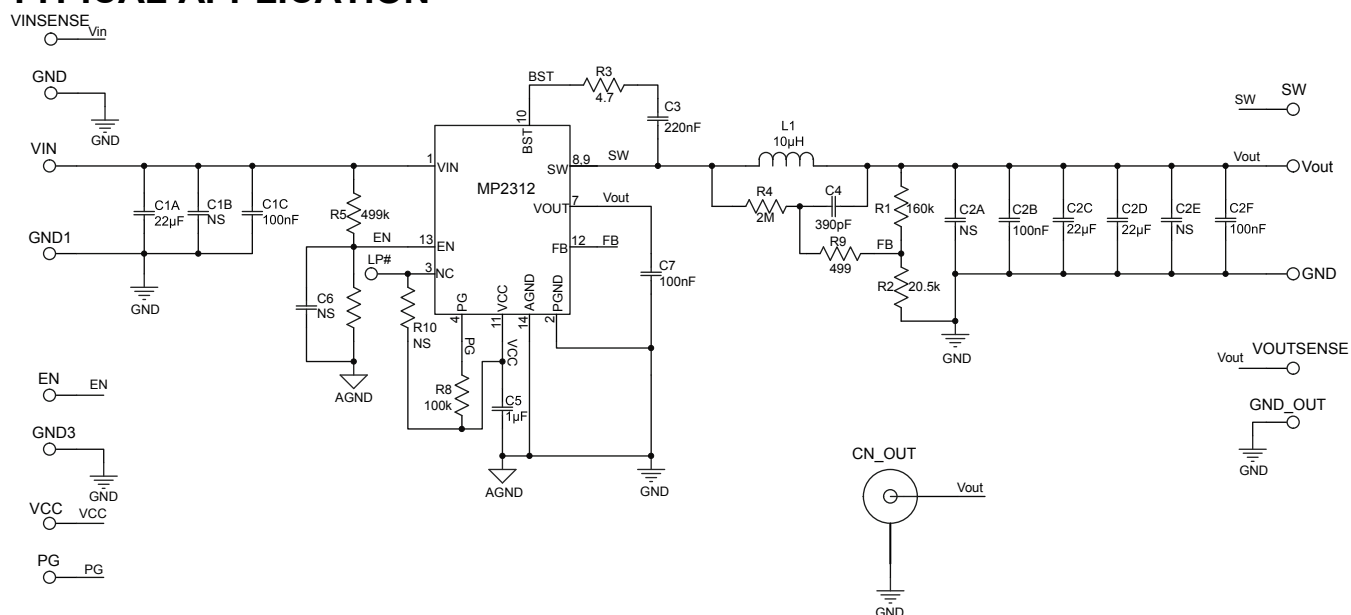 TYPICAL APPLICATION
VINSENSE
Vin
GND
GND
VIN
C1A
22µF
C1B
NS
C1C
100nF
GND1
GND
R5
499k
EN
LP#
C6
NS
AGND
1
VIN
13
EN
3
NC
MP2312
BST
10
BST
R3
4.7
C3
220nF
8,9
SW
SW
7
Vout
VOUT
12
FB
FB
PG
4
VCC
11
AGND
14
PGND
2
PG
VCC
R10
NS
R8
100k
C5
1µF
AGND
C7
100nF
GND
L1
10µH
R4
2M
C4
390pF
R9
499
R1
160k
FB
R2
20.5k
C2A
NS
C2B
100nF
C2C
22µF
C2D
22µF
C2E
NS
C2F
100nF
GND
SW
SW
Vout
Vout
GND
Vout
VOUTSENSE
GND_OUT
GND
EN
EN
GND3
GND
VCC
VCC
PG
PG
CN_OUT
Vout
GND